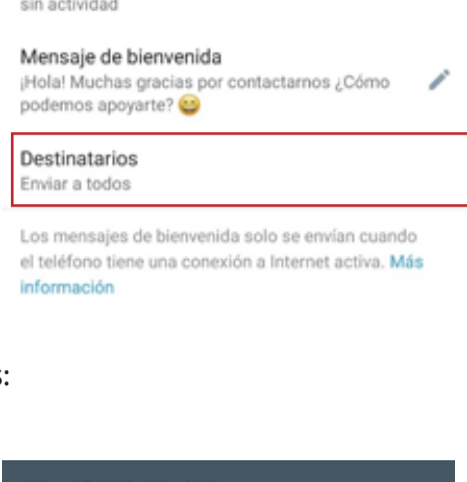 sin actividad
Mensaje de bienvenida
¡Hola! Muchas gracias por contactarnos ¿Cómo
podemos apoyarte? 😄
Destinatarios
Enviar a todos
Los mensajes de bienvenida solo se envían cuando
el teléfono tiene una conexión a Internet activa. Más
información
s: